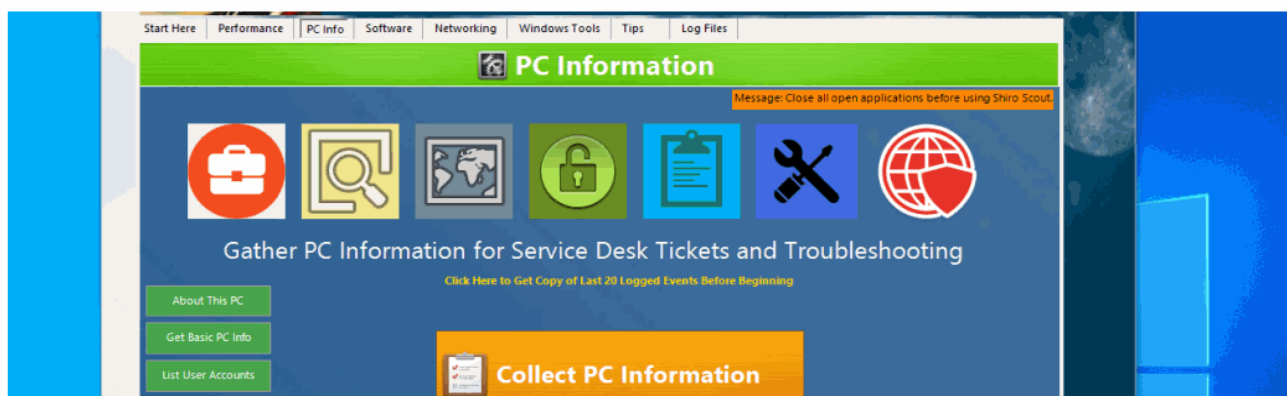 Start Here Performance PC Info Software Networking Windows Tools Tips Log Files
PC Information
Message: Close all open applications before using Shiro Scout.
Gather PC Information for Service Desk Tickets and Troubleshooting
Click Here to Get Copy of Last 20 Logged Events Before Beginning
About This PC
Get Basic PC Info
List User Accounts
Collect PC Information